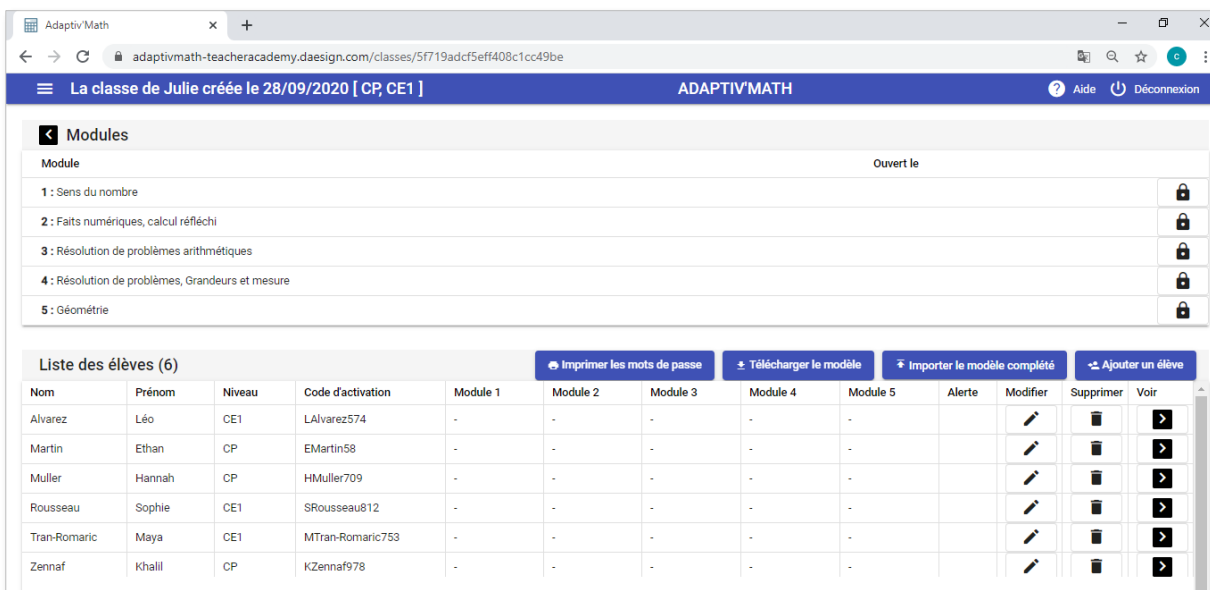 Adaptiv'Math
adaptivmath-teacheracademy.daesign.com/classes/5f719adcf5eff408c1cc49be
C
La classe de Julie créée le 28/09/2020 [ CP, CE1 ] ADAPTIV'MATH Aide Déconnexion
Modules
Module Ouvert le
1 : Sens du nombre
2 : Faits numériques, calcul réfléchi
3 : Résolution de problèmes arithmétiques
4 : Résolution de problèmes, Grandeurs et mesure
5 : Géométrie
Liste des élèves (6) Imprimer les mots de passe Télécharger le modèle Importer le modèle complété Ajouter un élève
Nom Prénom Niveau Code d'activation Module 1 Module 2 Module 3 Module 4 Module 5 Alerte Modifier Supprimer Voir
Alvarez Léo CE1 LAlvarez574 - - - - -
Martin Ethan CP EMartin58 - - - - -
Muller Hannah CP HMuller709 - - - - -
Rousseau Sophie CE1 SRousseau812 - - - - -
Tran-Romaric Maya CE1 MTran-Romaric753 - - - - -
Zennaf Khalil CP KZennaf978 - - - - -